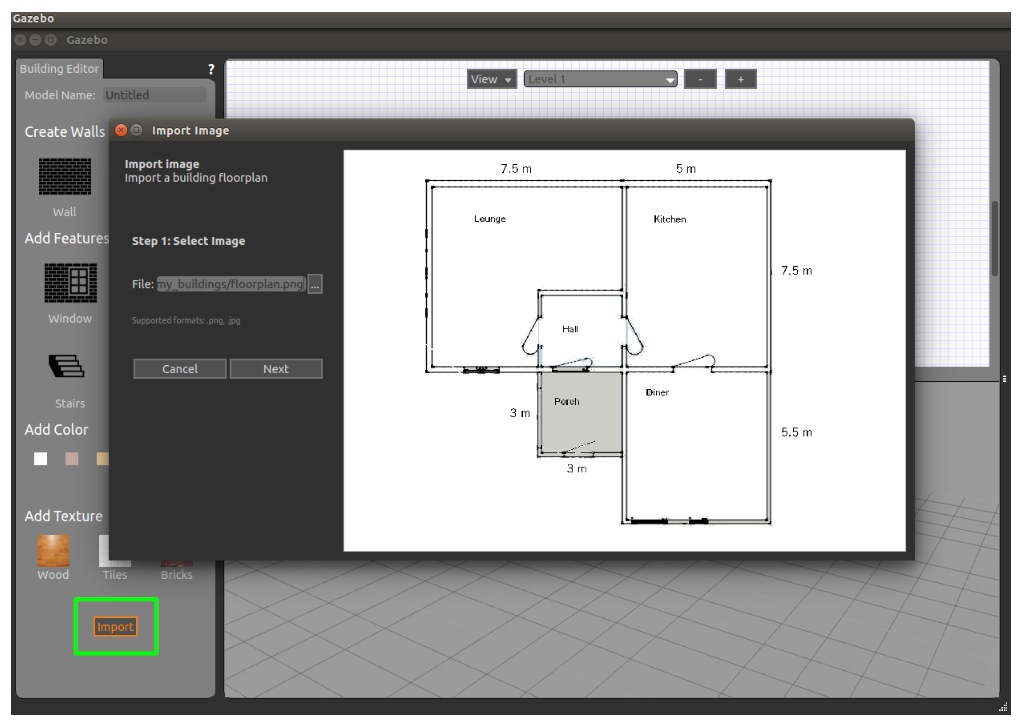 Gazebo
Gazebo
Building Editor
?
View
Level 1
-
+
Model Name: Untitled
Create Walls
Import Image
Import image
Import a building floorplan
7.5 m
5 m
Wall
Lounge
Kitchen
Add Features
Step 1: Select Image
7.5 m
File: my_buildings/floorplan.png
...
Window
Supported formats: .png, .jpg
Hall
Cancel
Next
Stairs
Porch
Diner
3 m
Add Color
5.5 m
3 m
Add Texture
Wood
Tiles
Bricks
Import